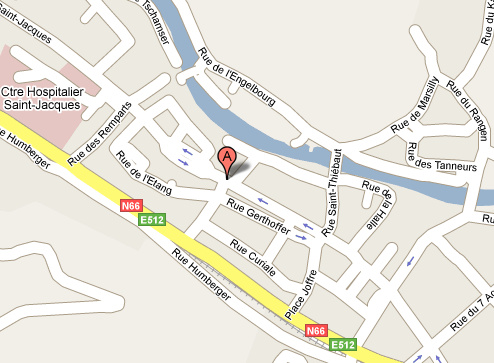 Saint-Jacques
Tschamser
Rue du Ka
Rue de l'Engelbourg
Ctre Hospitalier
Saint-Jacques
Rue de Marsilly
Rue du Rangen
Rue des Remparts
Rue Humberger
A
Rue Saint-Thiébaut
Rue des Tanneurs
Rue de l'Etang
Rue de la Halle
N66
E512
Rue Gerthoffer
Rue Curiale
Rue Humberger
Place Joffre
Rue du 7 A
N66
E512